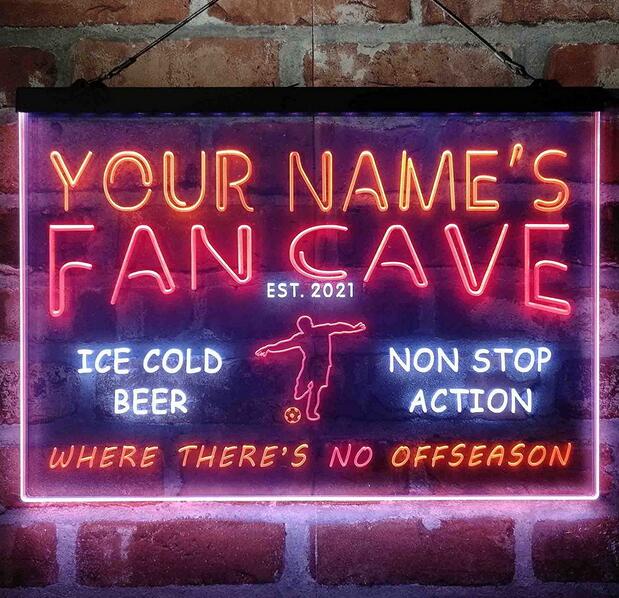 YOUR NAME'S
FAN CAVE
EST. 2021
ICE COLD
BEER
NON STOP
ACTION
WHERE THERE'S NO OFFSEASON